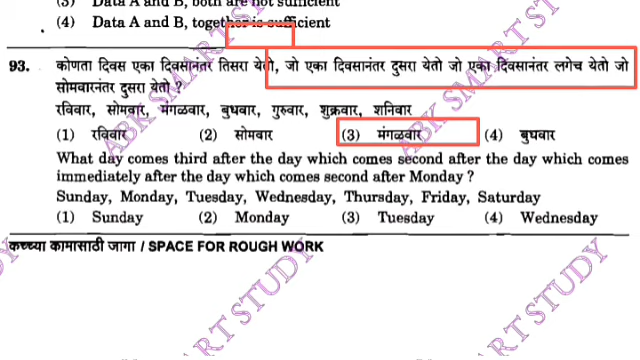 (3) Data A and B, both are not sufficient
(4) Data A and B, together is sufficient
93. कोणता दिवस एका दिवसानंतर तिसरा येतो, जो एका दिवसानंतर दुसरा येतो जो एका दिवसानंतर लगेच येतो जो
सोमवारनंतर दुसरा येतो ?
रविवार, सोमवार, मंगळवार, बुधवार, गुरुवार, शुक्रवार, शनिवार
(1) रविवार (2) सोमवार (3) मंगळवार (4) बुधवार
What day comes third after the day which comes second after the day which comes
immediately after the day which comes second after Monday ?
Sunday, Monday, Tuesday, Wednesday, Thursday, Friday, Saturday
(1) Sunday (2) Monday (3) Tuesday (4) Wednesday
कच्च्या कामासाठी जागा / SPACE FOR ROUGH WORK
ABK SMART STUDY
ABK SMART STUDY